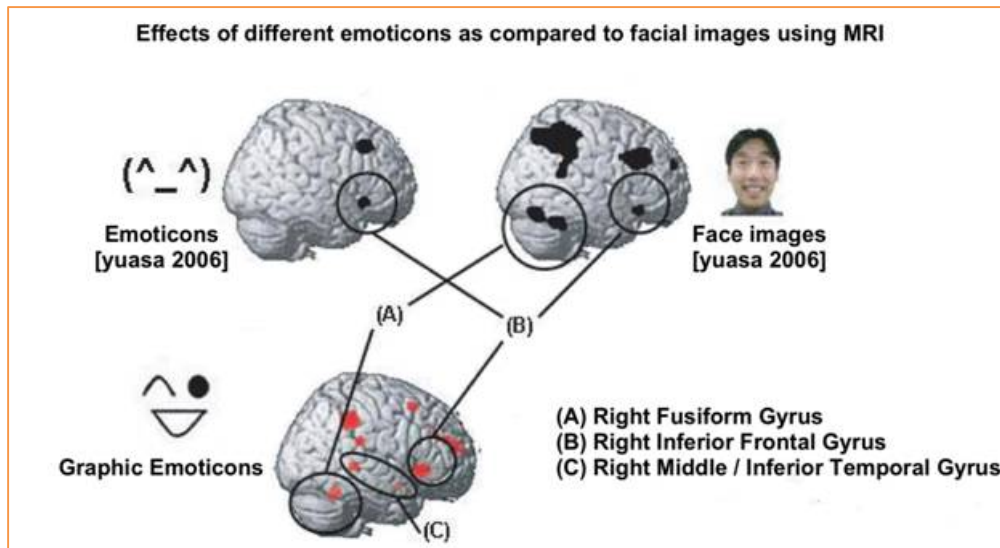 Effects of different emoticons as compared to facial images using MRI
(^_^)
Emoticons
[yuasa 2006]
Face images
[yuasa 2006]
(A)
(B)
Graphic Emoticons
(A) Right Fusiform Gyrus
(B) Right Inferior Frontal Gyrus
(C) Right Middle / Inferior Temporal Gyrus
(C)